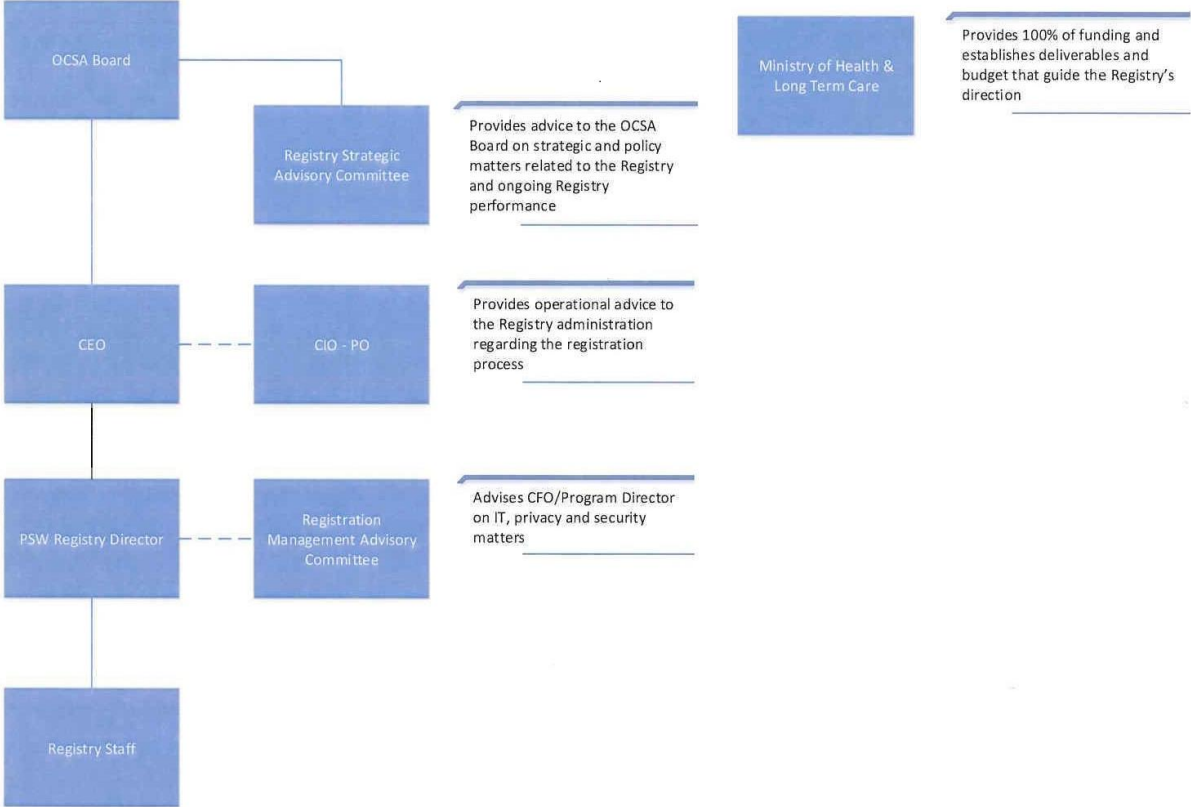 OCSA Board
Registry Strategic
Advisory Committee
Provides advice to the OCSA
Board on strategic and policy
matters related to the Registry
and ongoing Registry
performance
Ministry of Health &
Long Term Care
Provides 100% of funding and
establishes deliverables and
budget that guide the Registry's
direction
CEO
CIO - PO
Provides operational advice to
the Registry administration
regarding the registration
process
PSW Registry Director
Registration
Management Advisory
Committee
Advises CFO/Program Director
on IT, privacy and security
matters
Registry Staff